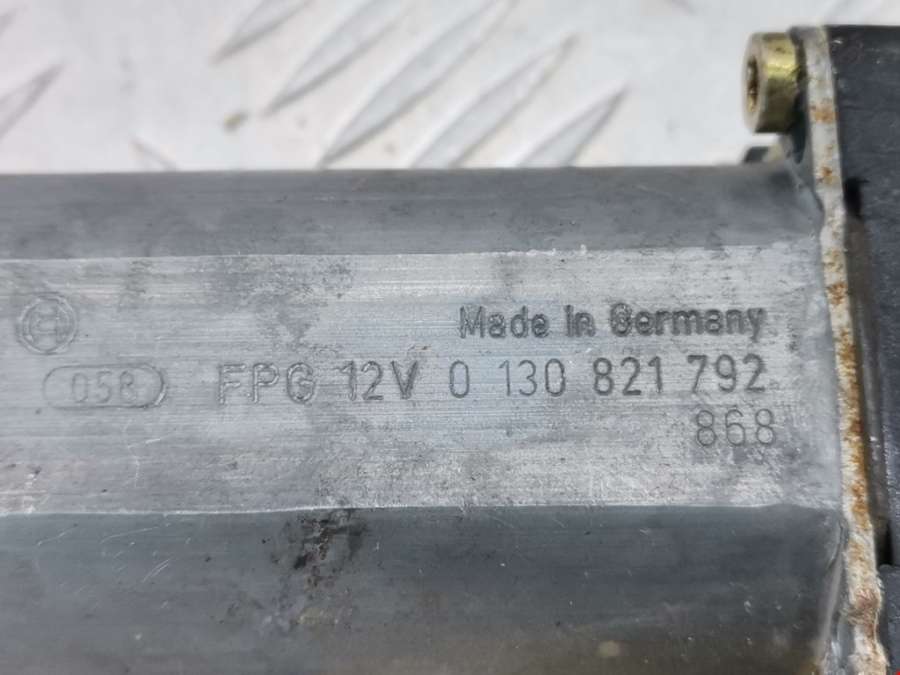 Made in Germany
058 FPG 12V 0 130 821 792
868